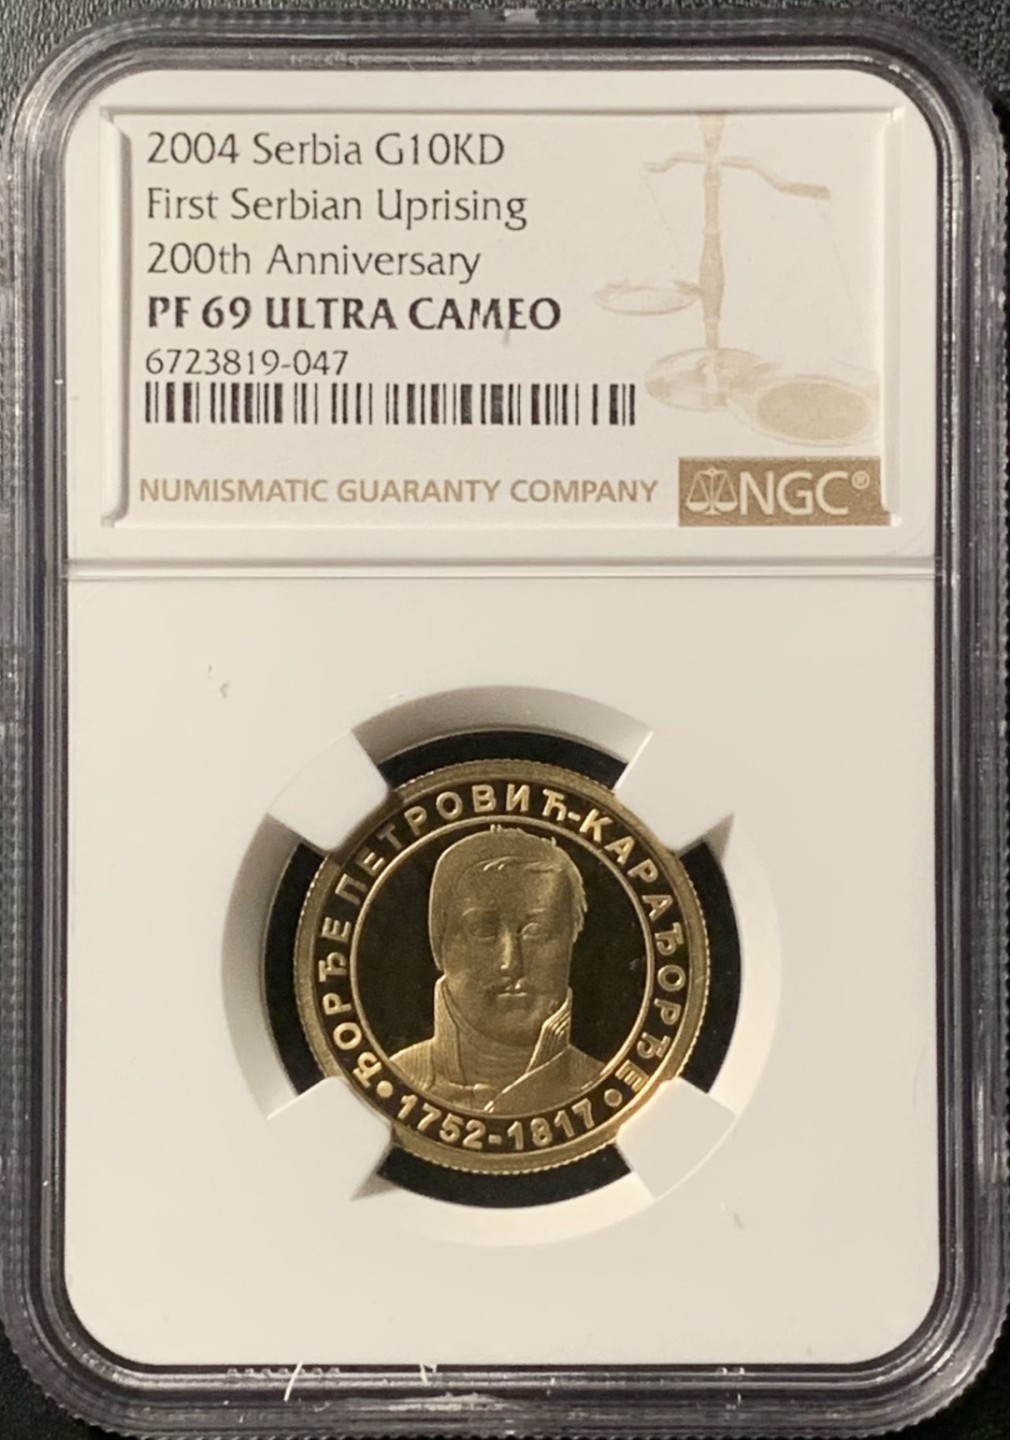 2004 Serbia G10KD
First Serbian Uprising
200th Anniversary
PF 69 ULTRA CAMEO
6723819-047
NUMISMATIC GUARANTY COMPANY
NGC®
ЂОРЂЕ ПЕТРОВИЋ-КАРАЂОРЂЕ
• 1752-1817 •